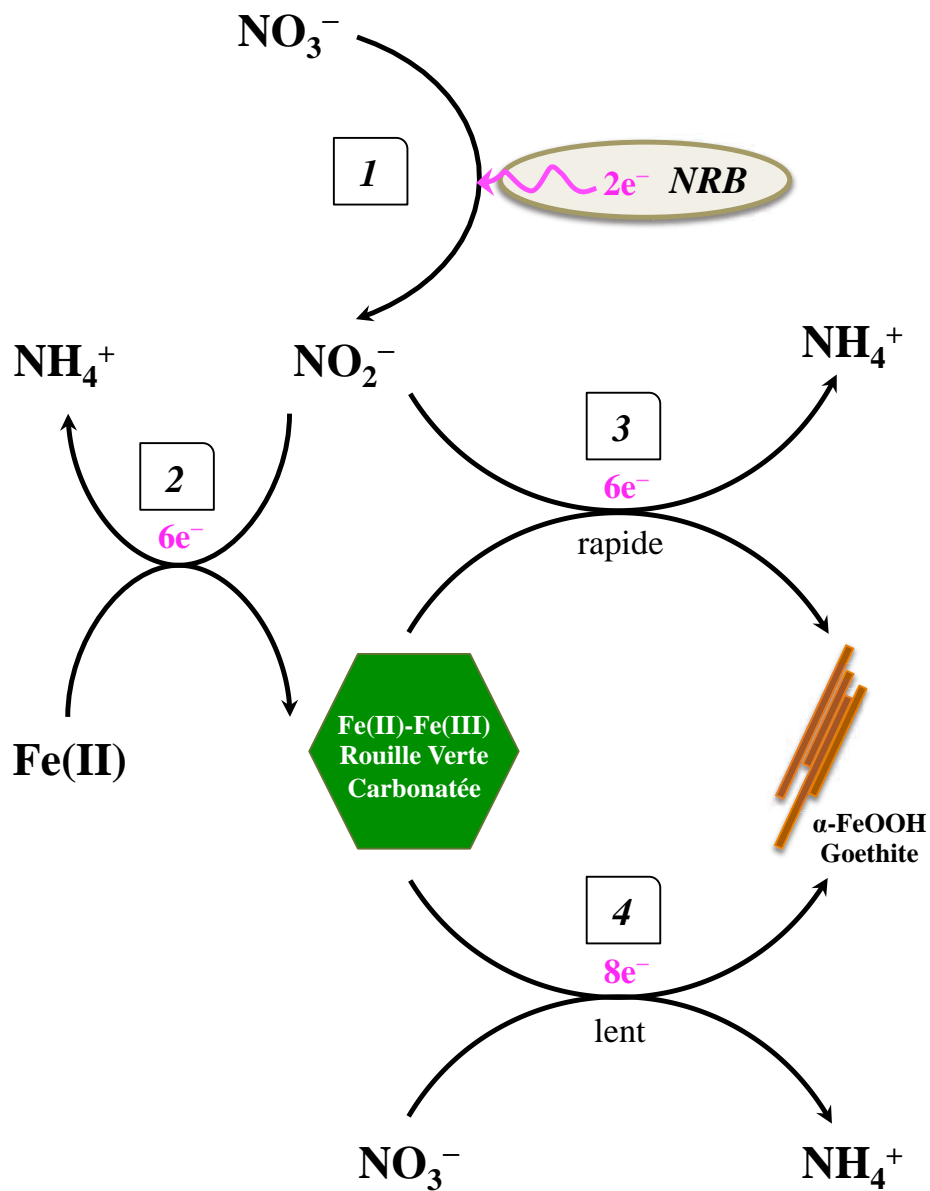 NO₃⁻
1
2e⁻ NRB
NH₄⁺
NO₂⁻
NH₄⁺
2
6e⁻
3
6e⁻
rapide
Fe(II)
Fe(II)-Fe(III)
Rouille Verte
Carbonatée
α-FeOOH
Goethite
4
8e⁻
lent
NO₃⁻
NH₄⁺